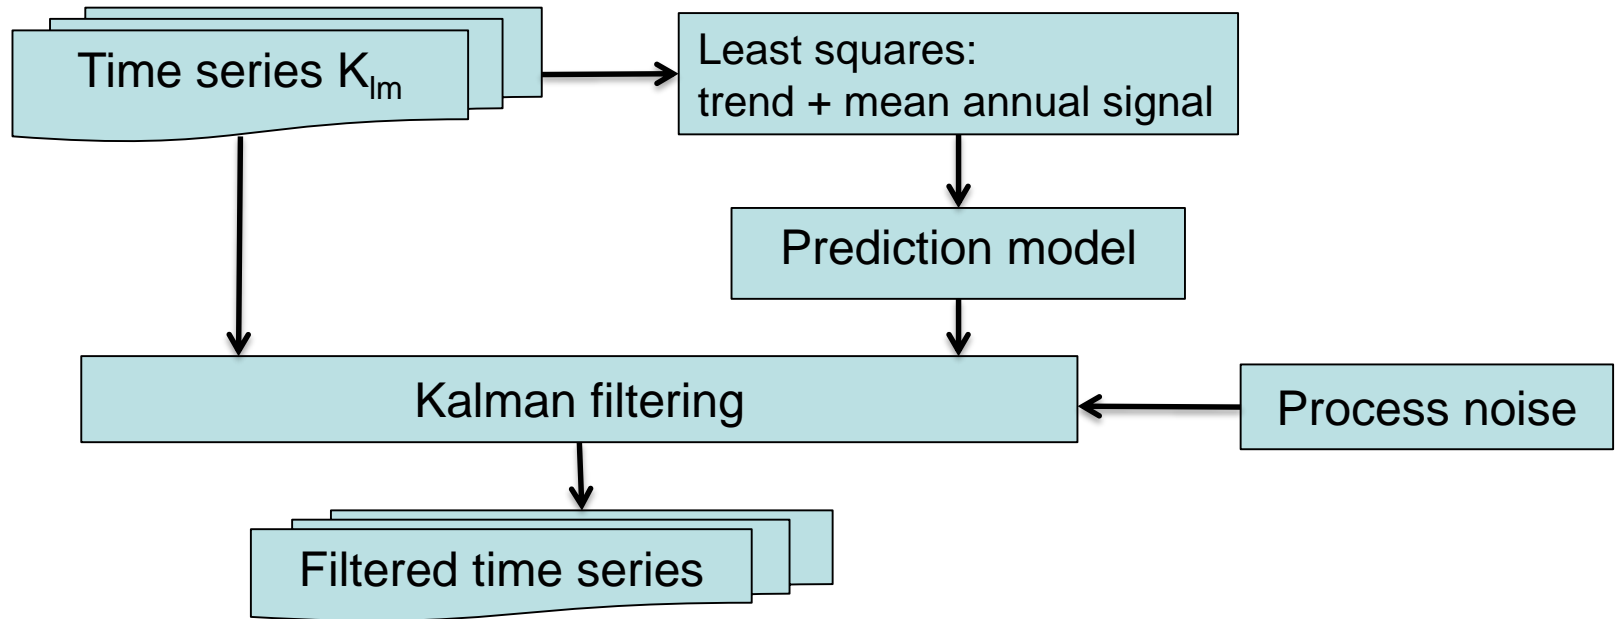 Time series Klm
Least squares:
trend + mean annual signal
Prediction model
Kalman filtering
Process noise
Filtered time series